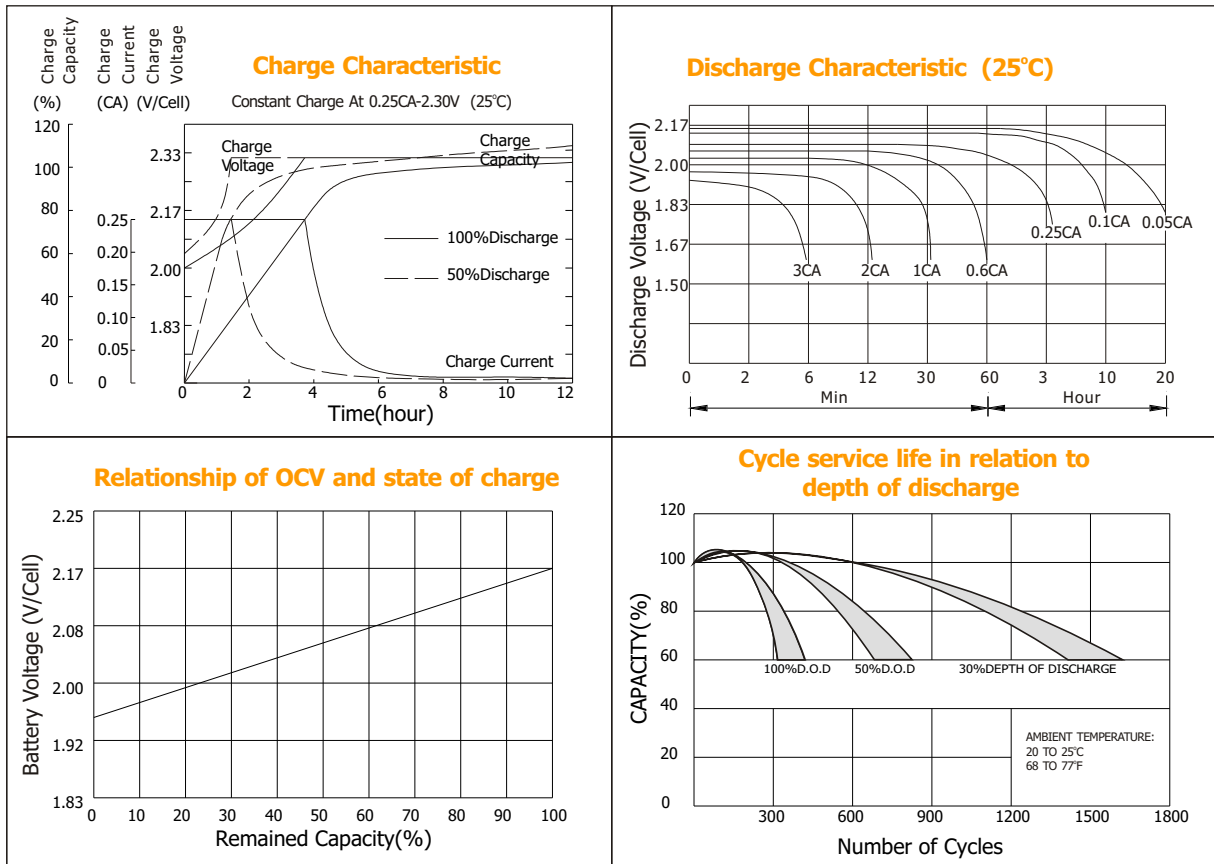 Charge Capacity
Charge Current
Charge Voltage
(%) (CA) (V/Cell)
Charge Characteristic
Constant Charge At 0.25CA-2.30V (25°C)
120
100
80
60
40
20
0
0.25
0.20
0.15
0.10
0.05
0
2.33
2.17
2.00
1.83
Charge Voltage
Charge Capacity
100%Discharge
50%Discharge
Charge Current
0 2 4 6 8 10 12
Time(hour)
Discharge Characteristic (25°C)
Discharge Voltage (V/Cell)
2.17
2.00
1.83
1.67
1.50
3CA 2CA 1CA 0.6CA 0.25CA 0.1CA 0.05CA
0 2 6 12 30 60 3 10 20
Min Hour
Relationship of OCV and state of charge
Battery Voltage (V/Cell)
2.25
2.17
2.08
2.00
1.92
1.83
0 10 20 30 40 50 60 70 80 90 100
Remained Capacity(%)
Cycle service life in relation to
depth of discharge
CAPACITY(%)
120
100
80
60
40
20
0
100%D.O.D 50%D.O.D 30%DEPTH OF DISCHARGE
AMBIENT TEMPERATURE:
20 TO 25°C
68 TO 77°F
300 600 900 1200 1500 1800
Number of Cycles